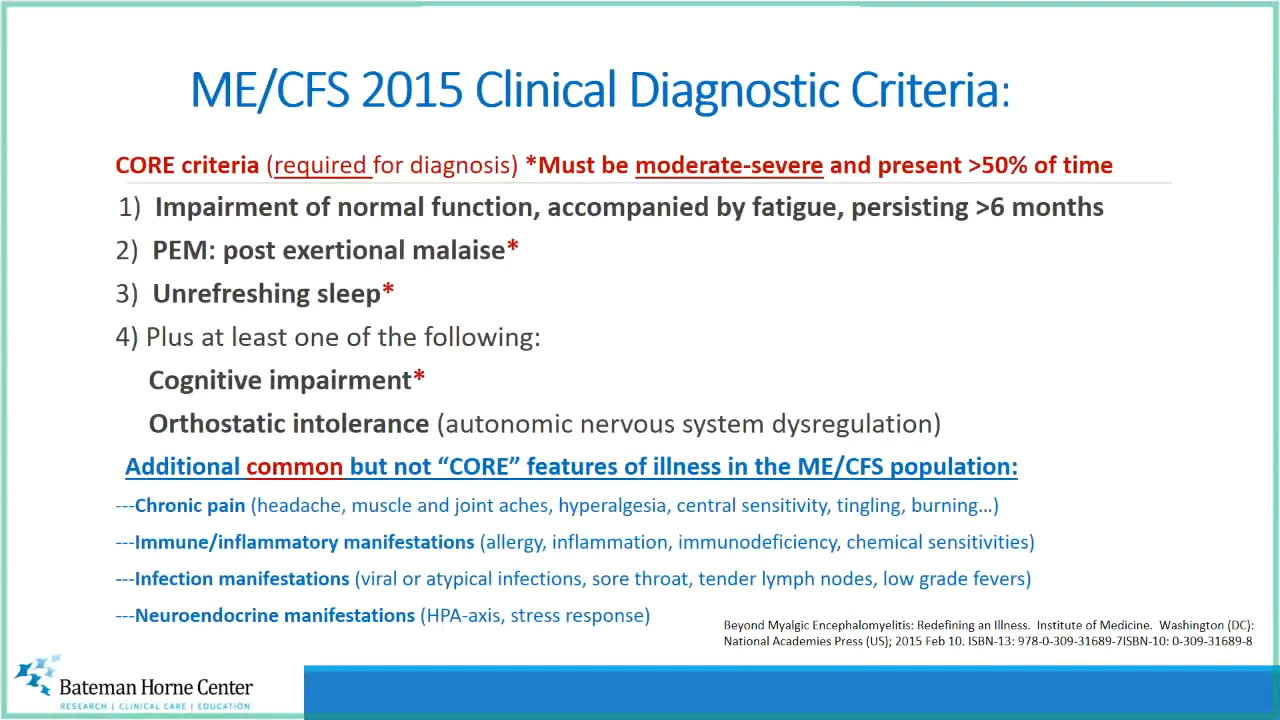 ME/CFS 2015 Clinical Diagnostic Criteria:
CORE criteria (required for diagnosis) *Must be moderate-severe and present >50% of time
1) Impairment of normal function, accompanied by fatigue, persisting >6 months
2) PEM: post exertional malaise*
3) Unrefreshing sleep*
4) Plus at least one of the following:
Cognitive impairment*
Orthostatic intolerance (autonomic nervous system dysregulation)
Additional common but not “CORE” features of illness in the ME/CFS population:
---Chronic pain (headache, muscle and joint aches, hyperalgesia, central sensitivity, tingling, burning…)
---Immune/inflammatory manifestations (allergy, inflammation, immunodeficiency, chemical sensitivities)
---Infection manifestations (viral or atypical infections, sore throat, tender lymph nodes, low grade fevers)
---Neuroendocrine manifestations (HPA-axis, stress response)
Beyond Myalgic Encephalomyelitis: Redefining an Illness. Institute of Medicine. Washington (DC):
National Academies Press (US); 2015 Feb 10. ISBN-13: 978-0-309-31689-7ISBN-10: 0-309-31689-8
Bateman Horne Center
RESEARCH | CLINICAL CARE | EDUCATION